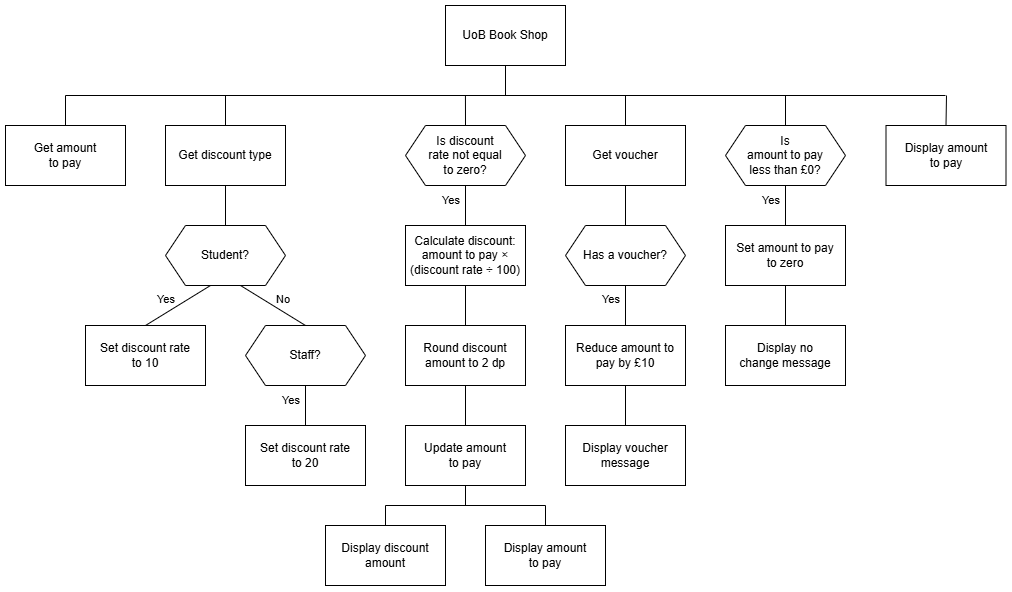 UoB Book Shop
Get amount
to pay
Get discount type
Is discount
rate not equal
to zero?
Get voucher
Is
amount to pay
less than £0?
Display amount
to pay
Yes
Yes
Student?
Calculate discount:
amount to pay ×
(discount rate ÷ 100)
Has a voucher?
Set amount to pay
to zero
Yes
No
Yes
Set discount rate
to 10
Staff?
Round discount
amount to 2 dp
Reduce amount to
pay by £10
Display no
change message
Yes
Set discount rate
to 20
Update amount
to pay
Display voucher
message
Display discount
amount
Display amount
to pay